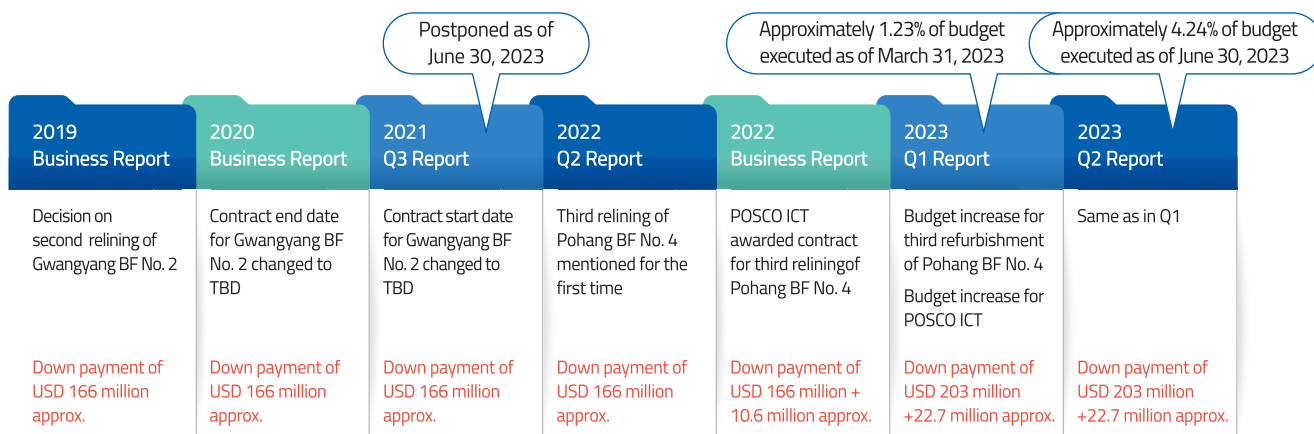 Postponed as of
June 30, 2023
Approximately 1.23% of budget
executed as of March 31, 2023
Approximately 4.24% of budget
executed as of June 30, 2023
2019
Business Report
Decision on
second relining of
Gwangyang BF No. 2
Down payment of
USD 166 million
approx.
2020
Business Report
Contract end date
for Gwangyang BF
No. 2 changed to
TBD
Down payment of
USD 166 million
approx.
2021
Q3 Report
Contract start date
for Gwangyang BF
No. 2 changed to
TBD
Down payment of
USD 166 million
approx.
2022
Q2 Report
Third relining of
Pohang BF No. 4
mentioned for the
first time
Down payment of
USD 166 million
approx.
2022
Business Report
POSCO ICT
awarded contract
for third reliningof
Pohang BF No. 4
Down payment of
USD 166 million +
10.6 million approx.
2023
Q1 Report
Budget increase for
third refurbishment
of Pohang BF No. 4
Budget increase for
POSCO ICT
Down payment of
USD 203 million
+22.7 million approx.
2023
Q2 Report
Same as in Q1
Down payment of
USD 203 million
+22.7 million approx.